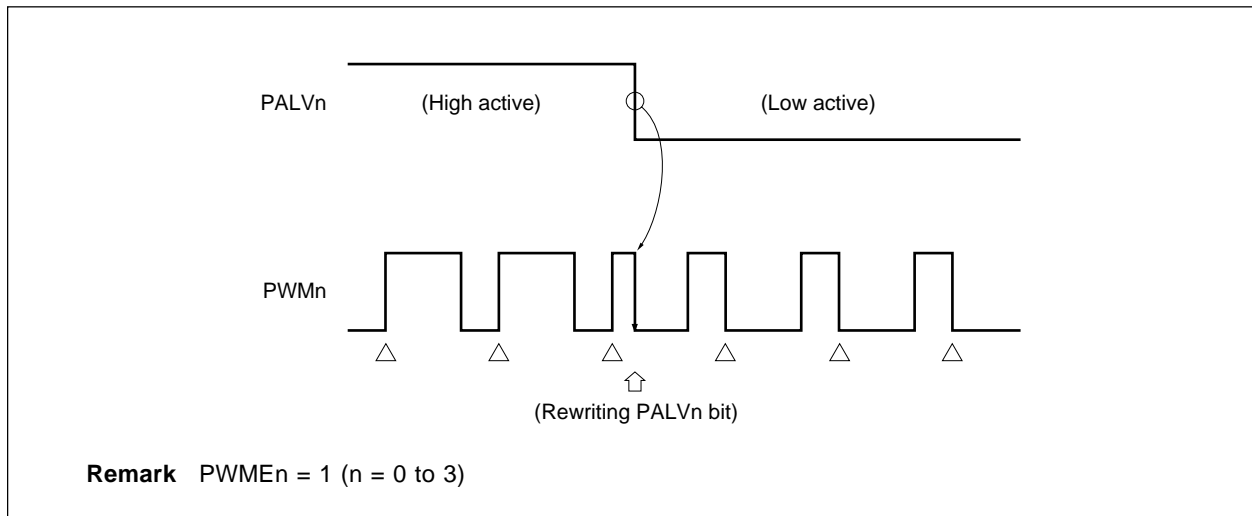 PALVn
(High active)
(Low active)
PWMn
(Rewriting PALVn bit)
Remark PWMEn = 1 (n = 0 to 3)